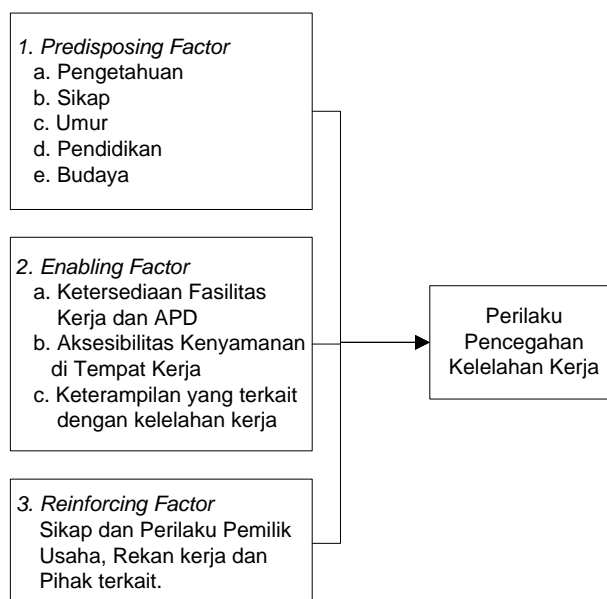 1. Predisposing Factor
a. Pengetahuan
b. Sikap
c. Umur
d. Pendidikan
e. Budaya
2. Enabling Factor
a. Ketersediaan Fasilitas
Kerja dan APD
b. Aksesibilitas Kenyamanan
di Tempat Kerja
c. Keterampilan yang terkait
dengan kelelahan kerja
3. Reinforcing Factor
Sikap dan Perilaku Pemilik
Usaha, Rekan kerja dan
Pihak terkait.
Perilaku
Pencegahan
Kelelahan Kerja